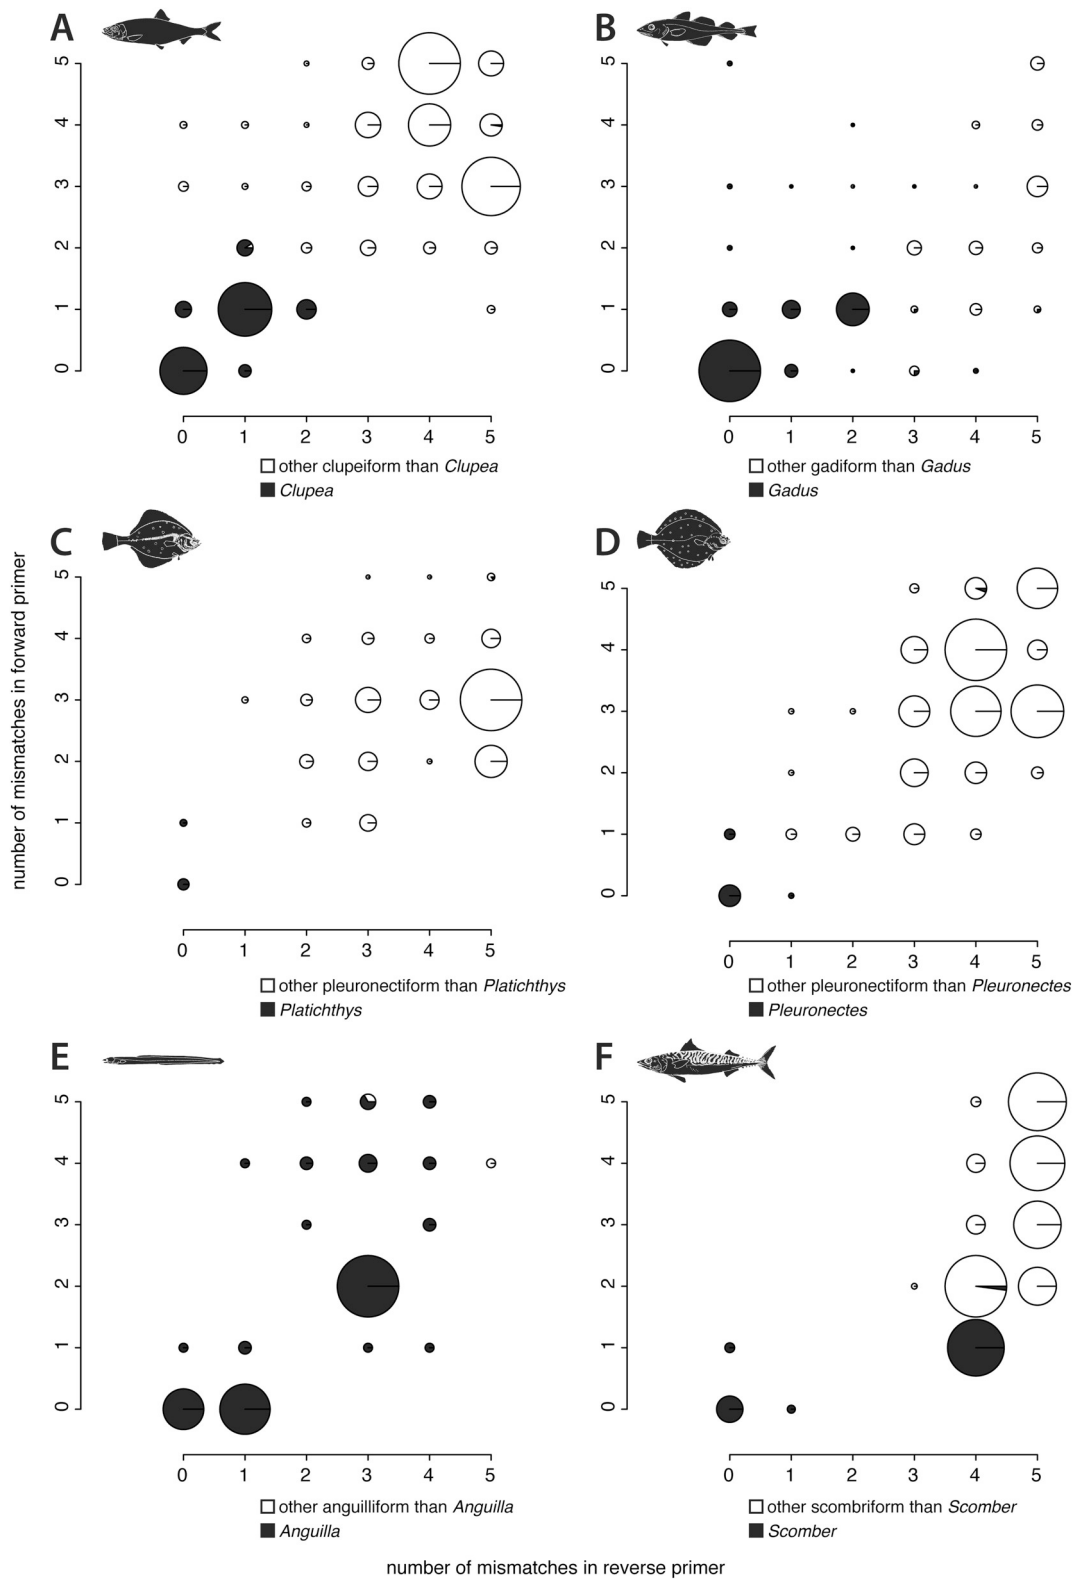 A
B
5
4
3
2
1
0
0 1 2 3 4 5
other clupeiform than Clupea
Clupea
5
4
3
2
1
0
0 1 2 3 4 5
other gadiform than Gadus
Gadus
number of mismatches in forward primer
C
D
5
4
3
2
1
0
0 1 2 3 4 5
other pleuronectiform than Platichthys
Platichthys
5
4
3
2
1
0
0 1 2 3 4 5
other pleuronectiform than Pleuronectes
Pleuronectes
E
F
5
4
3
2
1
0
0 1 2 3 4 5
other anguilliform than Anguilla
Anguilla
5
4
3
2
1
0
0 1 2 3 4 5
other scombriform than Scomber
Scomber
number of mismatches in reverse primer